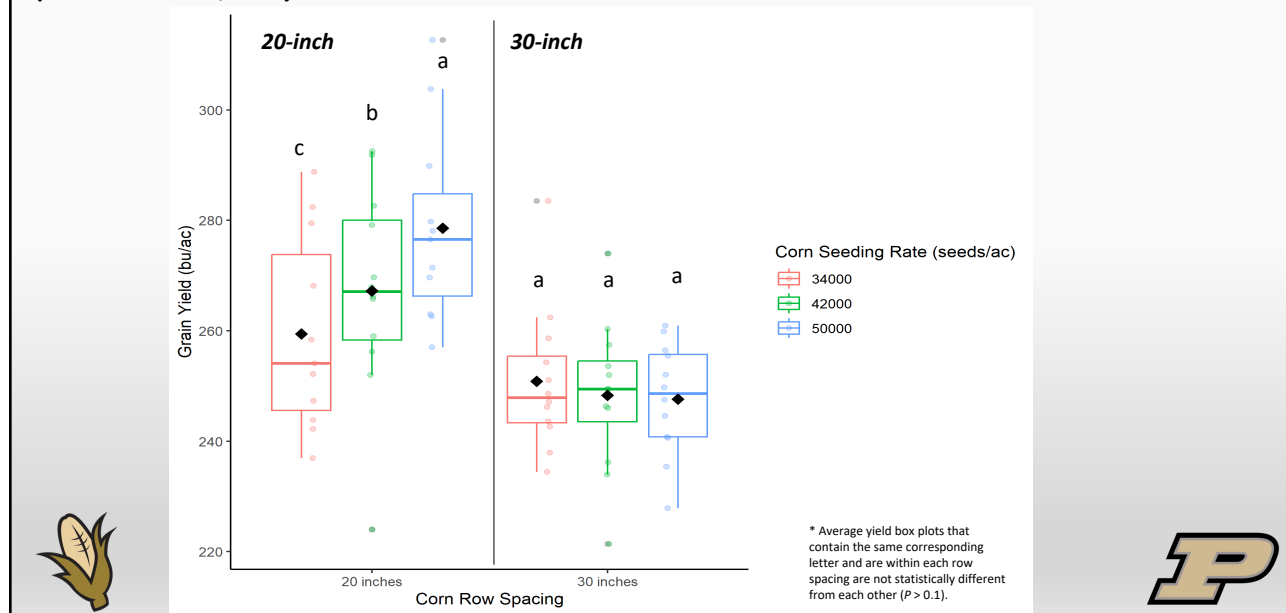 20-inch
30-inch
a
b
c
a
a
a
300
280
260
240
220
Grain Yield (bu/ac)
20 inches
30 inches
Corn Row Spacing
Corn Seeding Rate (seeds/ac)
34000
42000
50000
* Average yield box plots that
contain the same corresponding
letter and are within each row
spacing are not statistically different
from each other (P > 0.1).
P